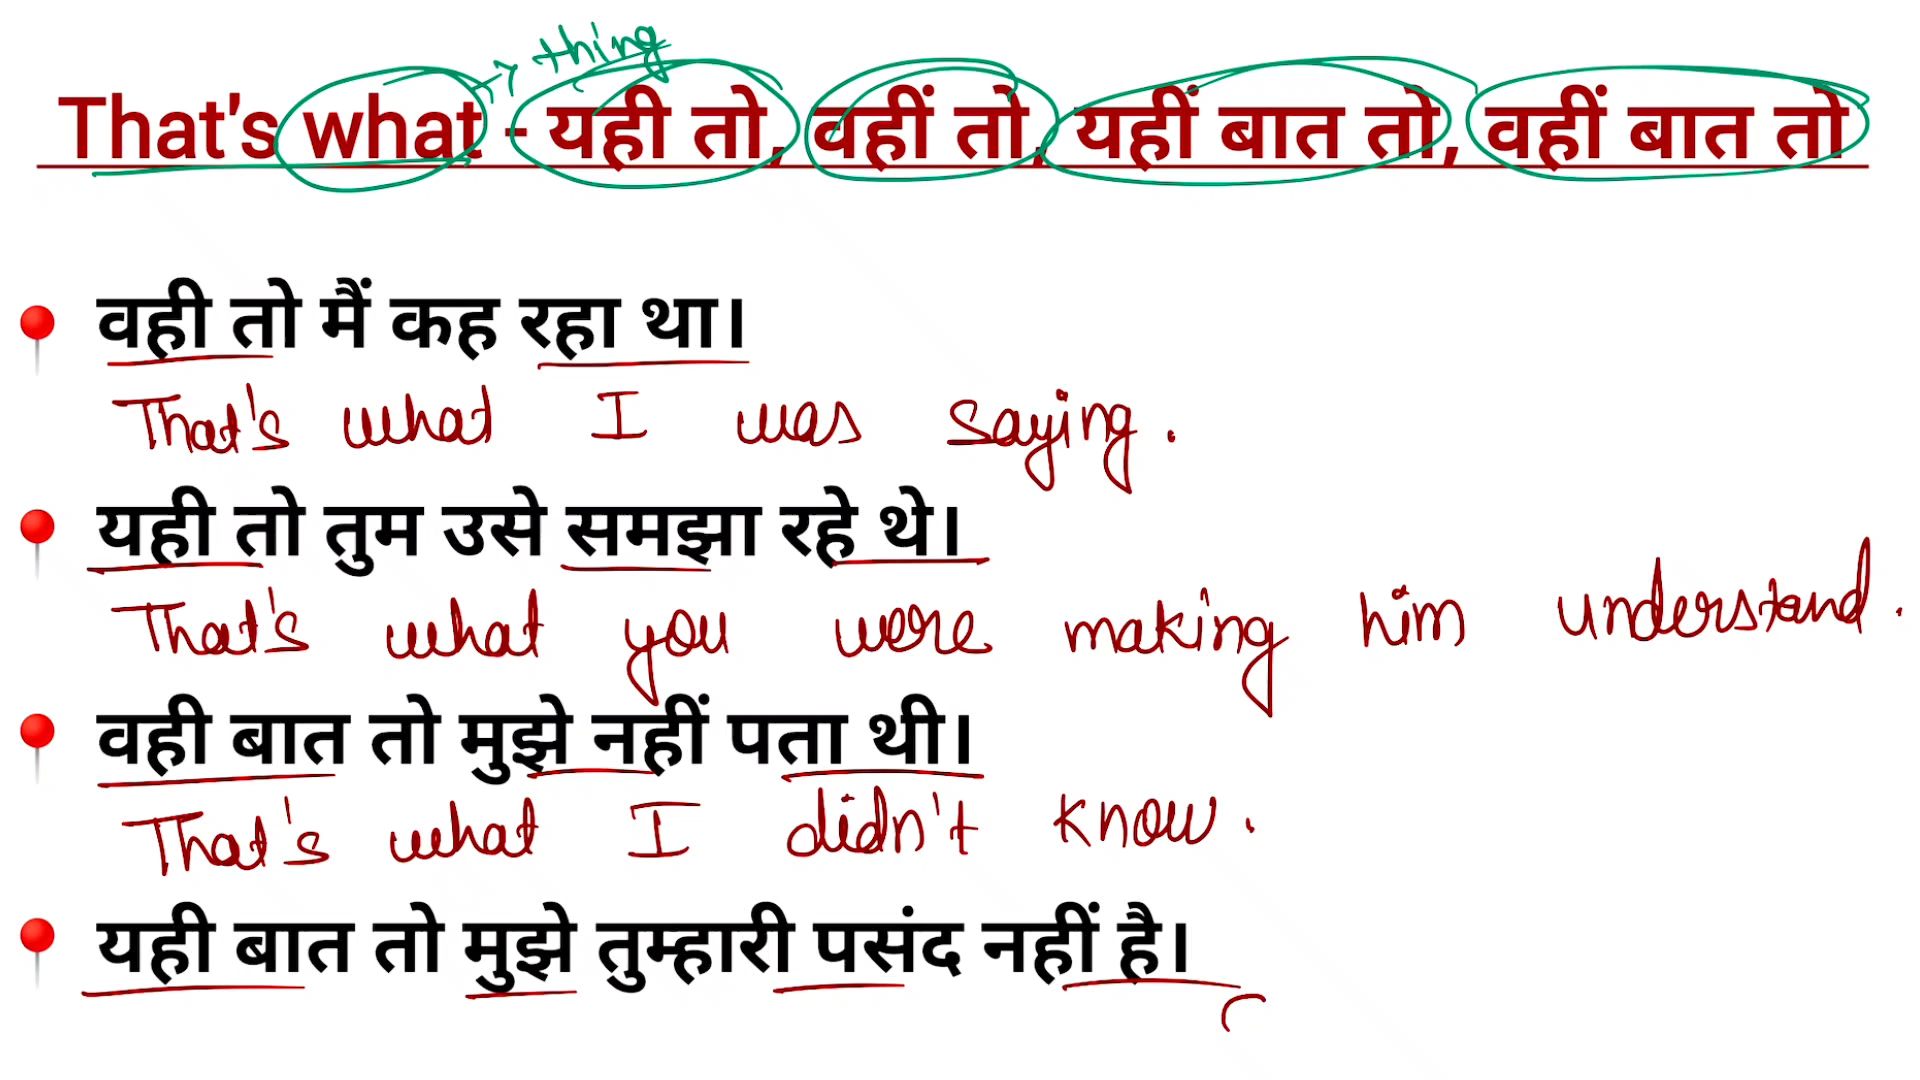 thing
That's what - यही तो, वहीं तो, यहीं बात तो, वहीं बात तो
वही तो मैं कह रहा था।
That's what I was saying.
यही तो तुम उसे समझा रहे थे।
That's what you were making him understand.
वही बात तो मुझे नहीं पता थी।
That's what I didn't know.
यही बात तो मुझे तुम्हारी पसंद नहीं है।